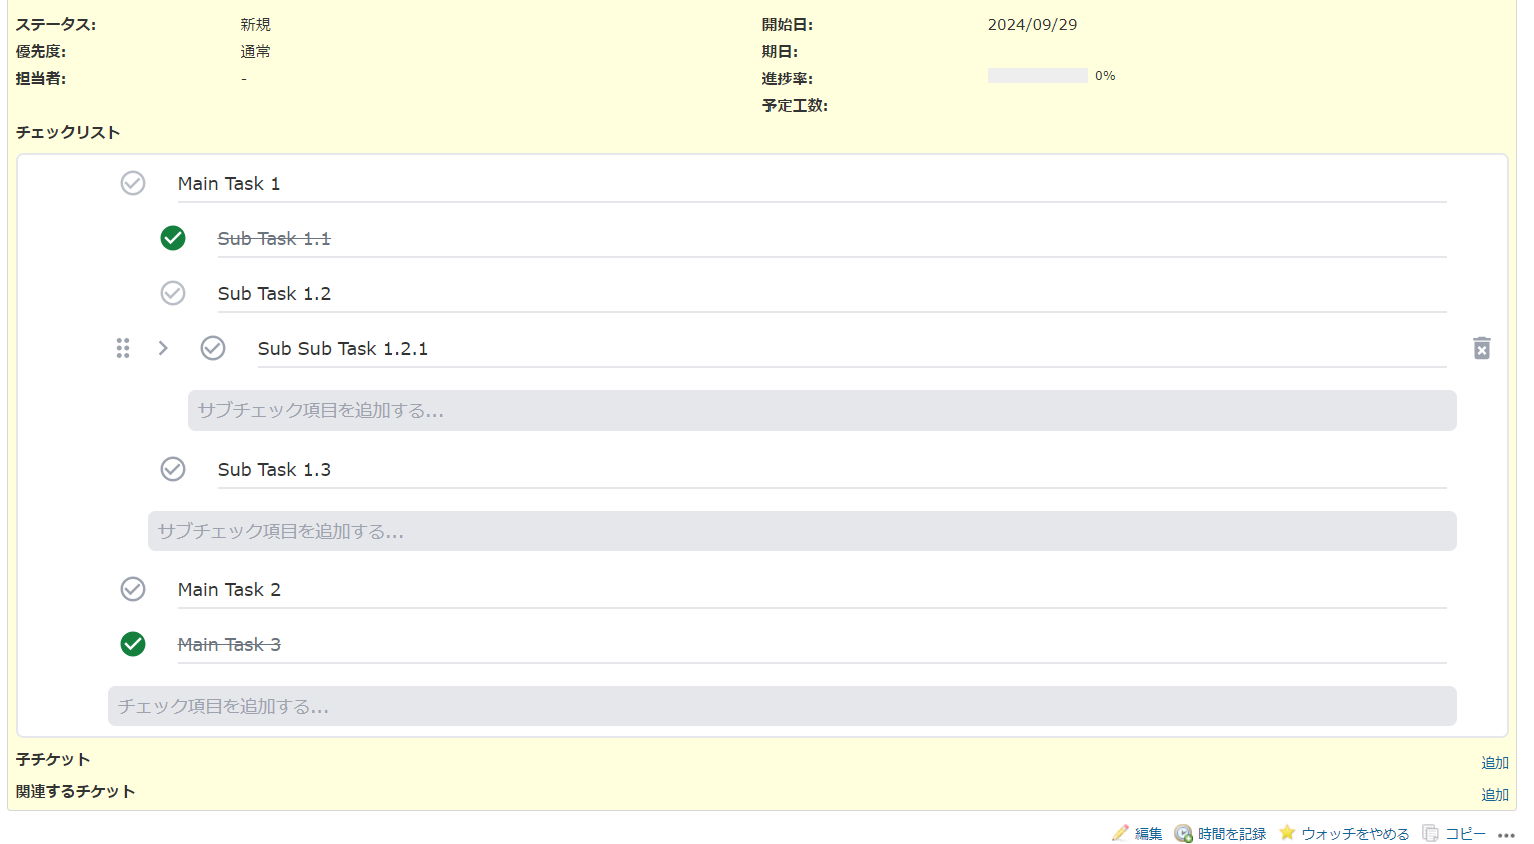 ステータス: 新規 開始日: 2024/09/29
優先度: 通常 期日:
担当者: - 進捗率: 0%
予定工数:
チェックリスト
Main Task 1
Sub Task 1.1
Sub Task 1.2
Sub Sub Task 1.2.1
サブチェック項目を追加する...
Sub Task 1.3
サブチェック項目を追加する...
Main Task 2
Main Task 3
チェック項目を追加する...
子チケット 追加
関連するチケット 追加
編集 時間を記録 ウォッチをやめる コピー